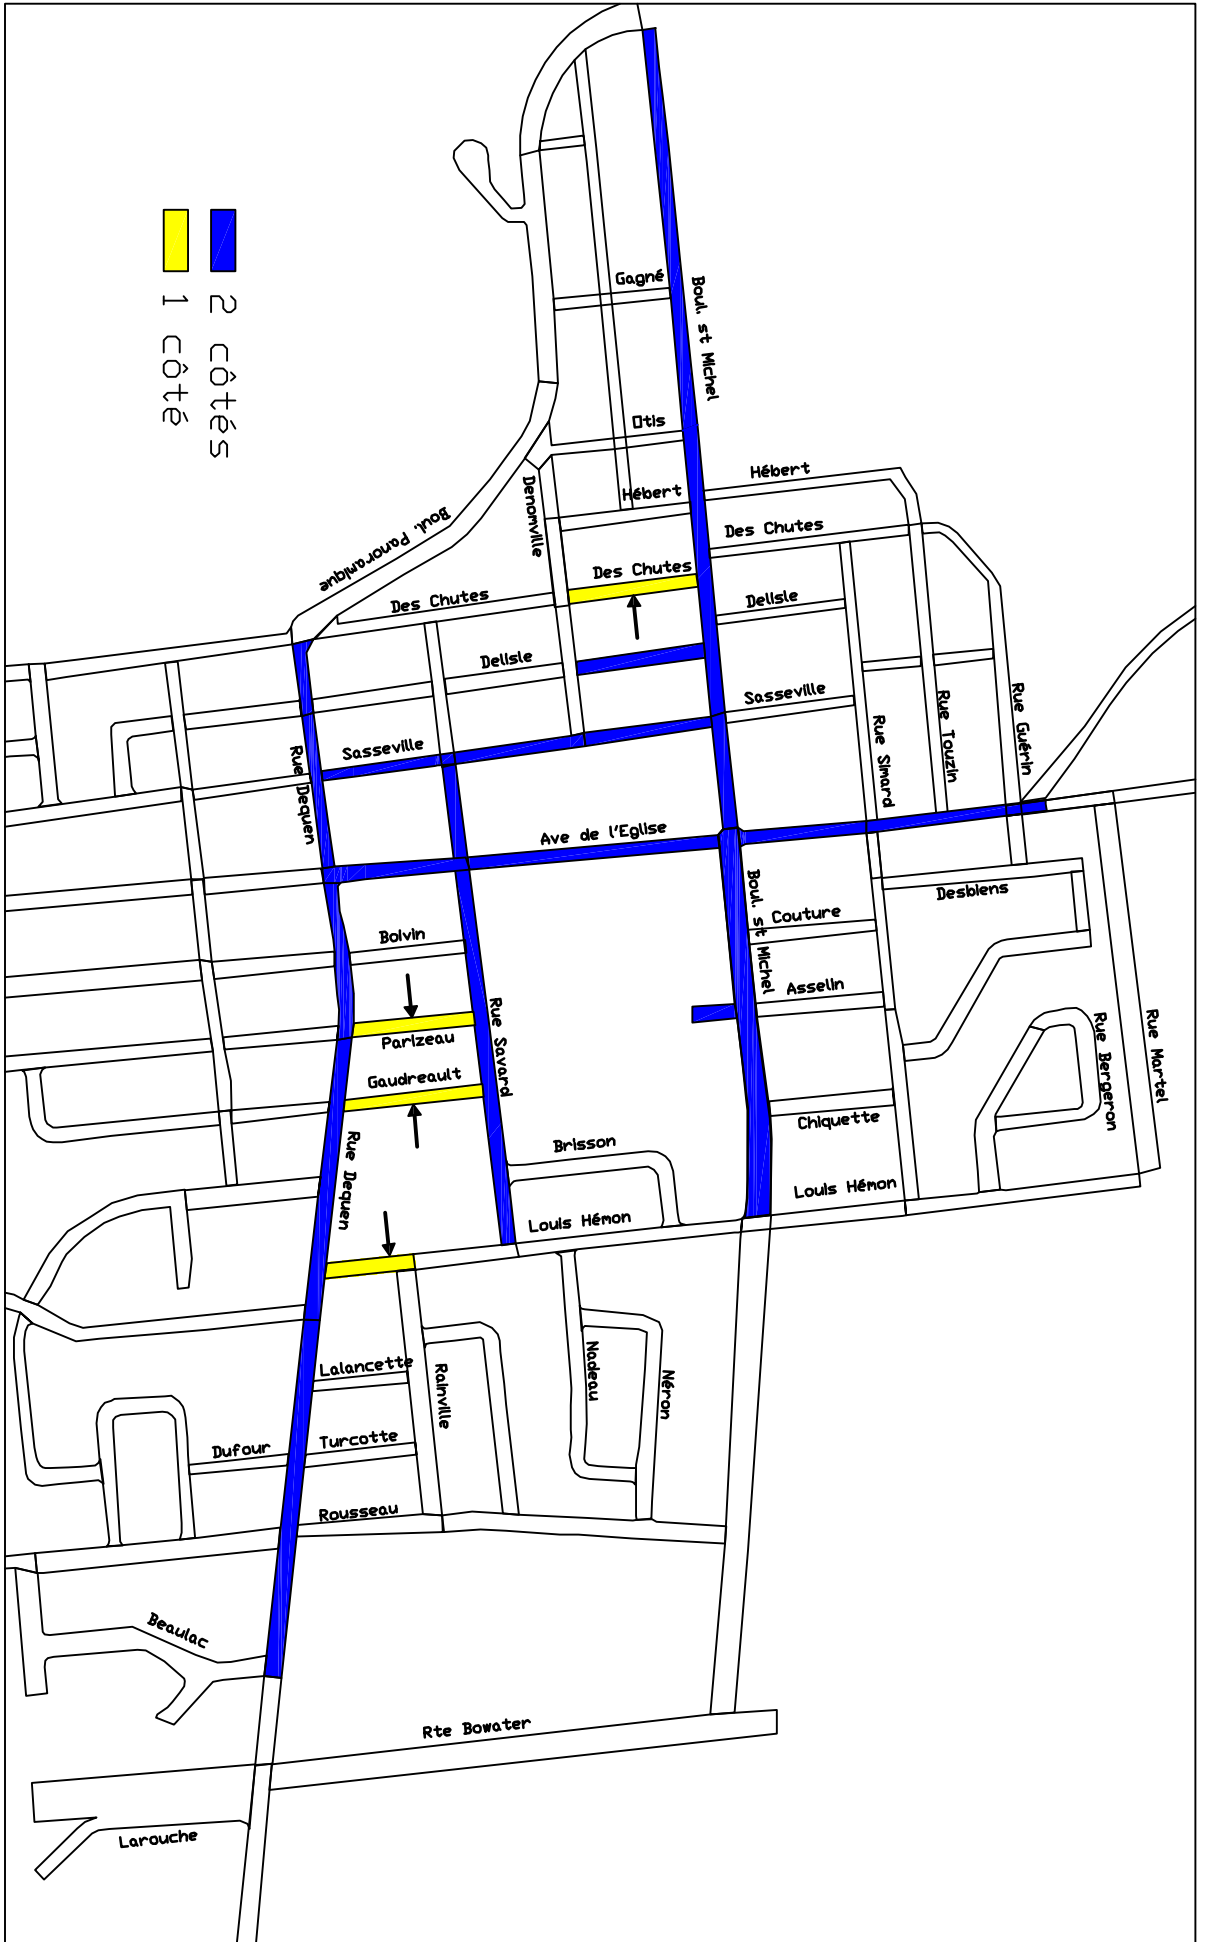 2 côtés
1 côté
Boul. st Michel
Gagné
Otis
Hébert
Hébert
Denomville
Des Chutes
Des Chutes
Boul. Panoramique
Des Chutes
Delisle
Delisle
Sasseville
Sasseville
Rue Simard
Rue Touzin
Rue Guérin
Rue Dequen
Ave de l'Eglise
Boul. st Michel
Desbiens
Couture
Boivin
Asselin
Rue Savard
Parizeau
Gaudreault
Rue Bergeron
Rue Martel
Chiquette
Brisson
Rue Dequen
Louis Hémon
Louis Hémon
Lalancette
Rainville
Nadeau
Néron
Dufour
Turcotte
Rousseau
Beaulac
Rte Bowater
Larouche